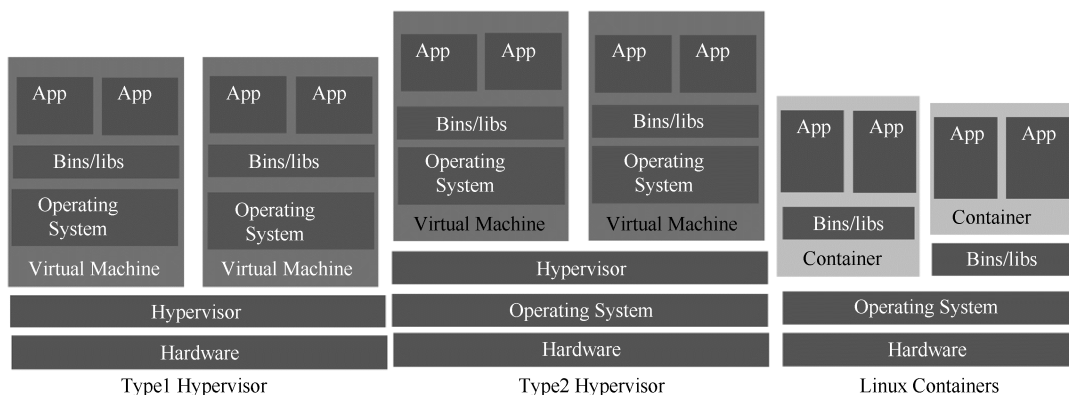 App App
Bins/libs
Operating
System
Virtual Machine
App App
Bins/libs
Operating
System
Virtual Machine
Hypervisor
Hardware
Type1 Hypervisor
App App
Bins/libs
Operating
System
Virtual Machine
App App
Bins/libs
Operating
System
Virtual Machine
Hypervisor
Operating System
Hardware
Type2 Hypervisor
App App
Bins/libs
Container
App App
Container
Bins/libs
Operating System
Hardware
Linux Containers